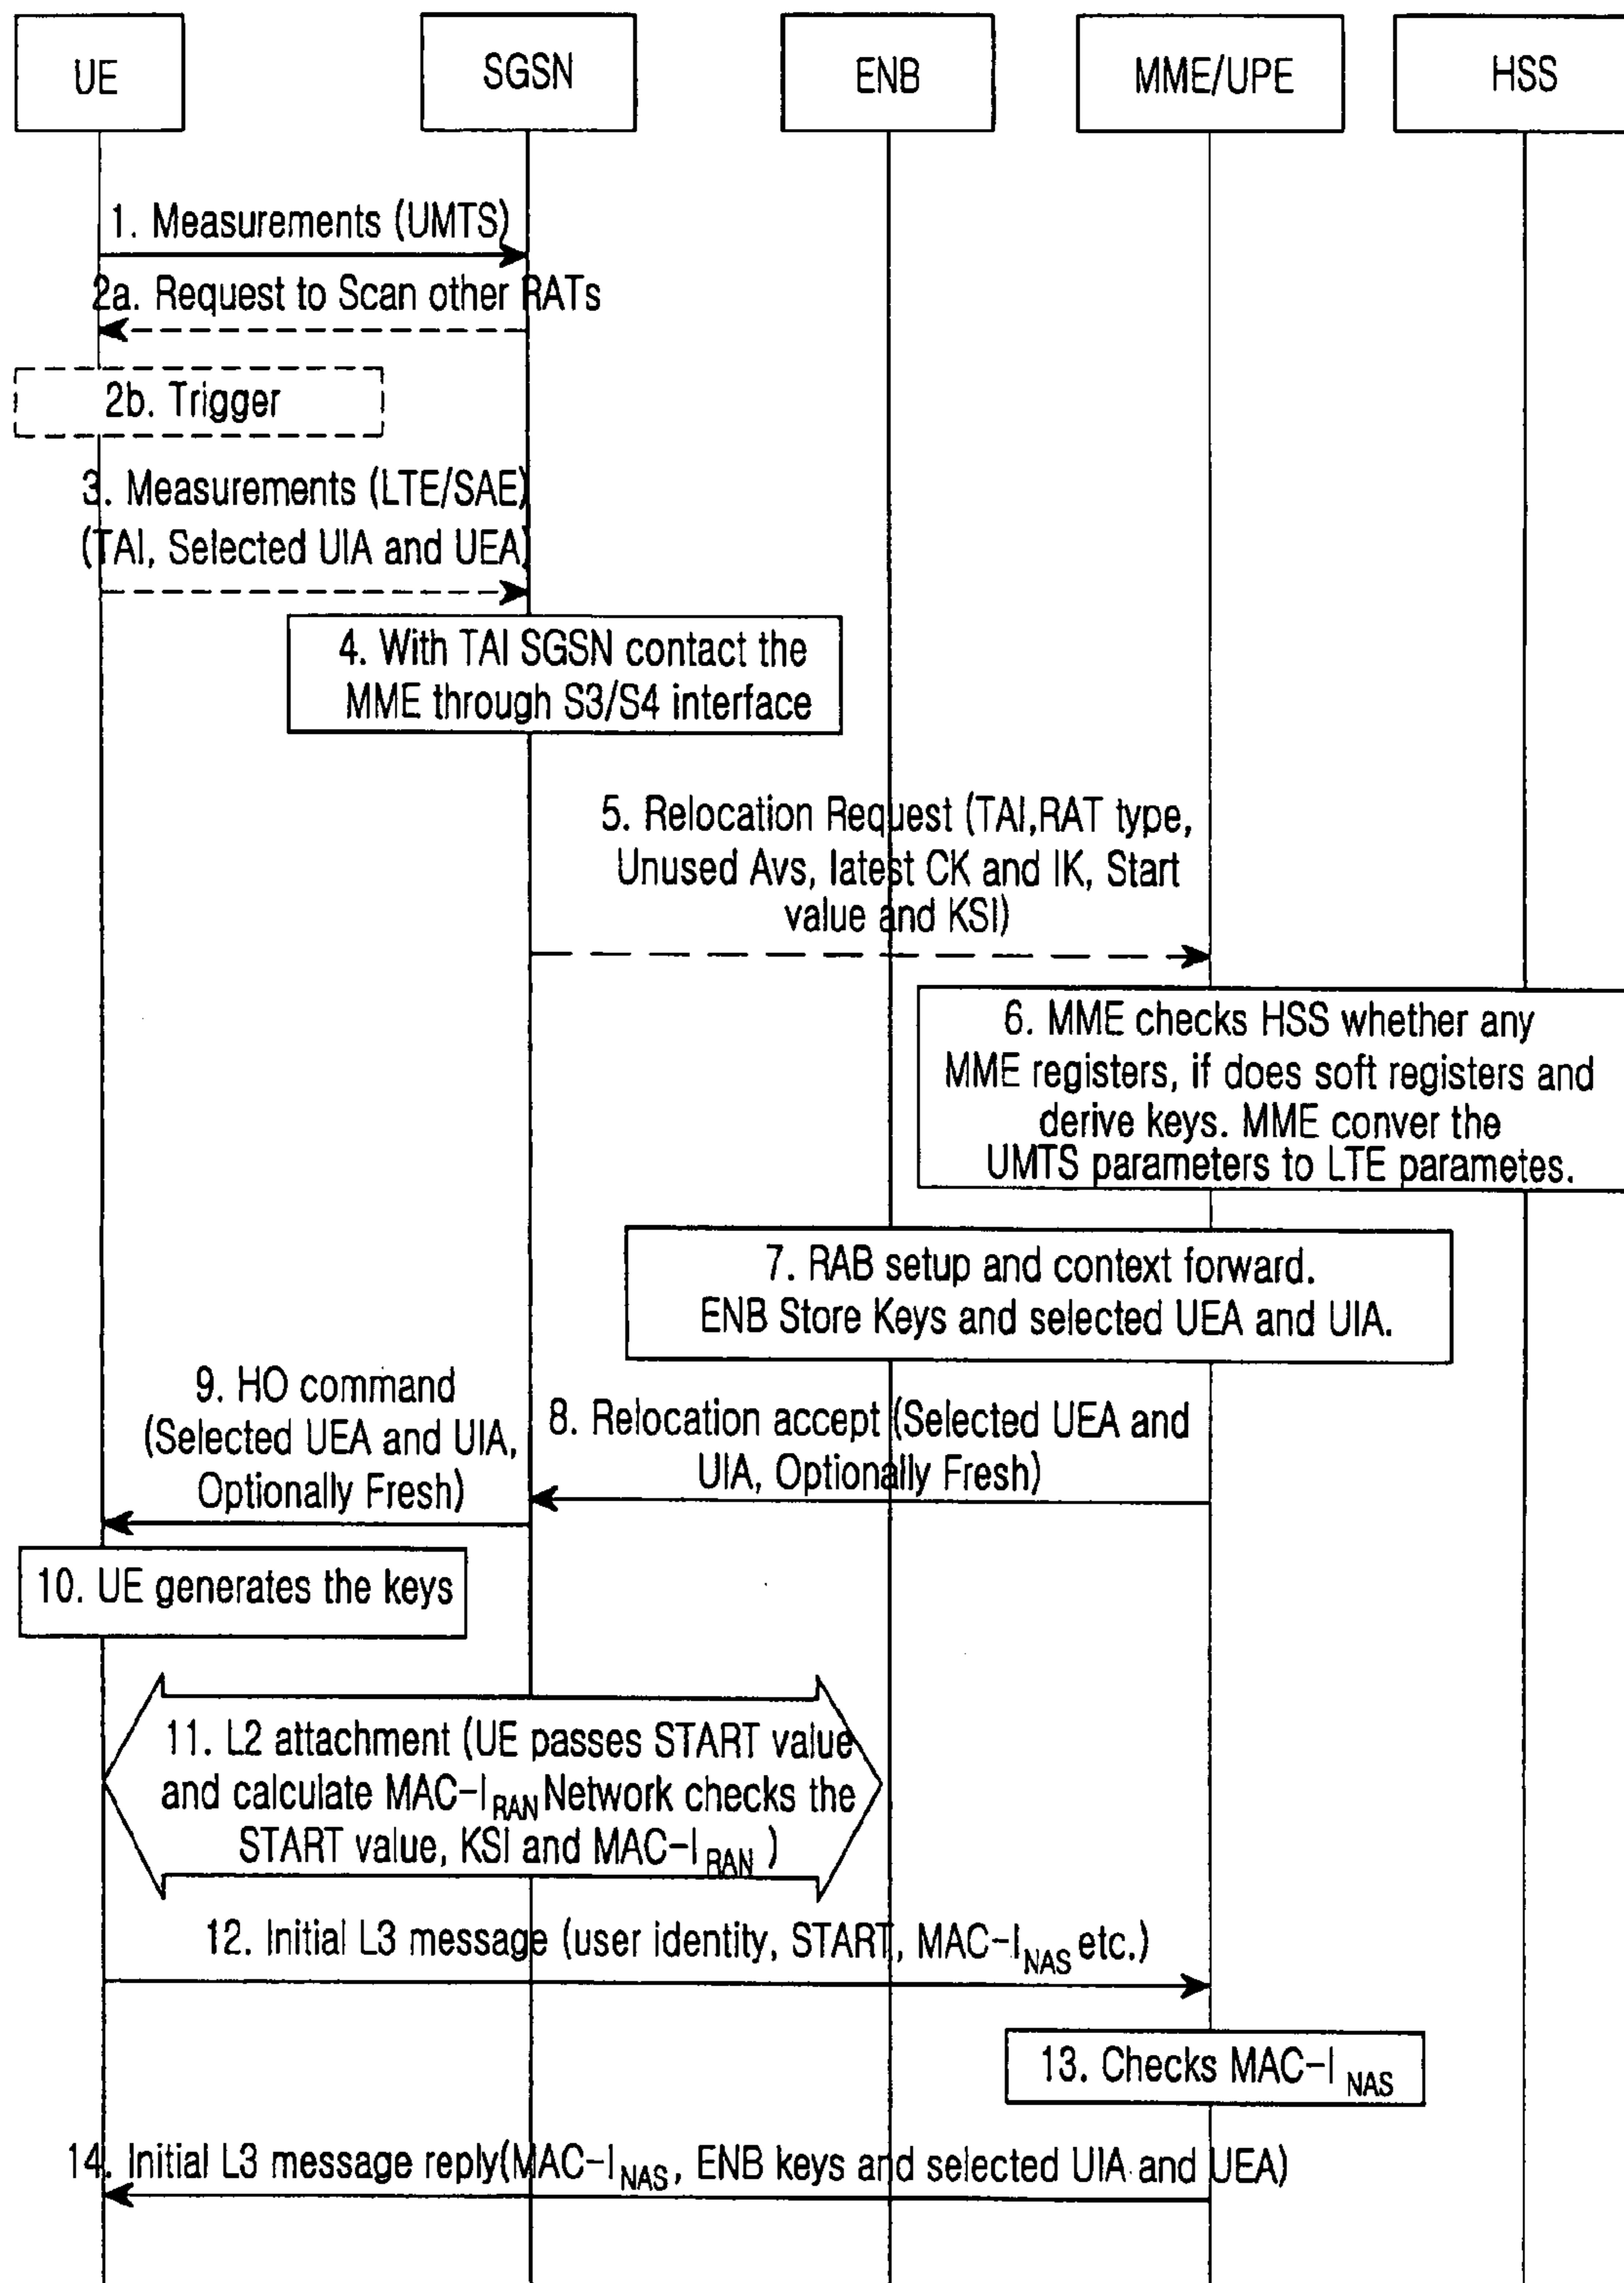 UE
SGSN
ENB
MME/UPE
HSS
1. Measurements (UMTS)
2a. Request to Scan other RATs
2b. Trigger
3. Measurements (LTE/SAE)
(TAI, Selected UIA and UEA)
4. With TAI SGSN contact the
MME through S3/S4 interface
5. Relocation Request (TAI,RAT type,
Unused Avs, latest CK and IK, Start
value and KSI)
6. MME checks HSS whether any
MME registers, if does soft registers and
derive keys. MME conver the
UMTS parameters to LTE parametes.
7. RAB setup and context forward.
ENB Store Keys and selected UEA and UIA.
9. HO command
(Selected UEA and UIA,
Optionally Fresh)
8. Relocation accept (Selected UEA and
UIA, Optionally Fresh)
10. UE generates the keys
11. L2 attachment (UE passes START value
and calculate MAC-I RAN Network checks the
START value, KSI and MAC-I RAN )
12. Initial L3 message (user identity, START, MAC-I NAS etc.)
13. Checks MAC-I NAS
14. Initial L3 message reply(MAC-I NAS, ENB keys and selected UIA and UEA)